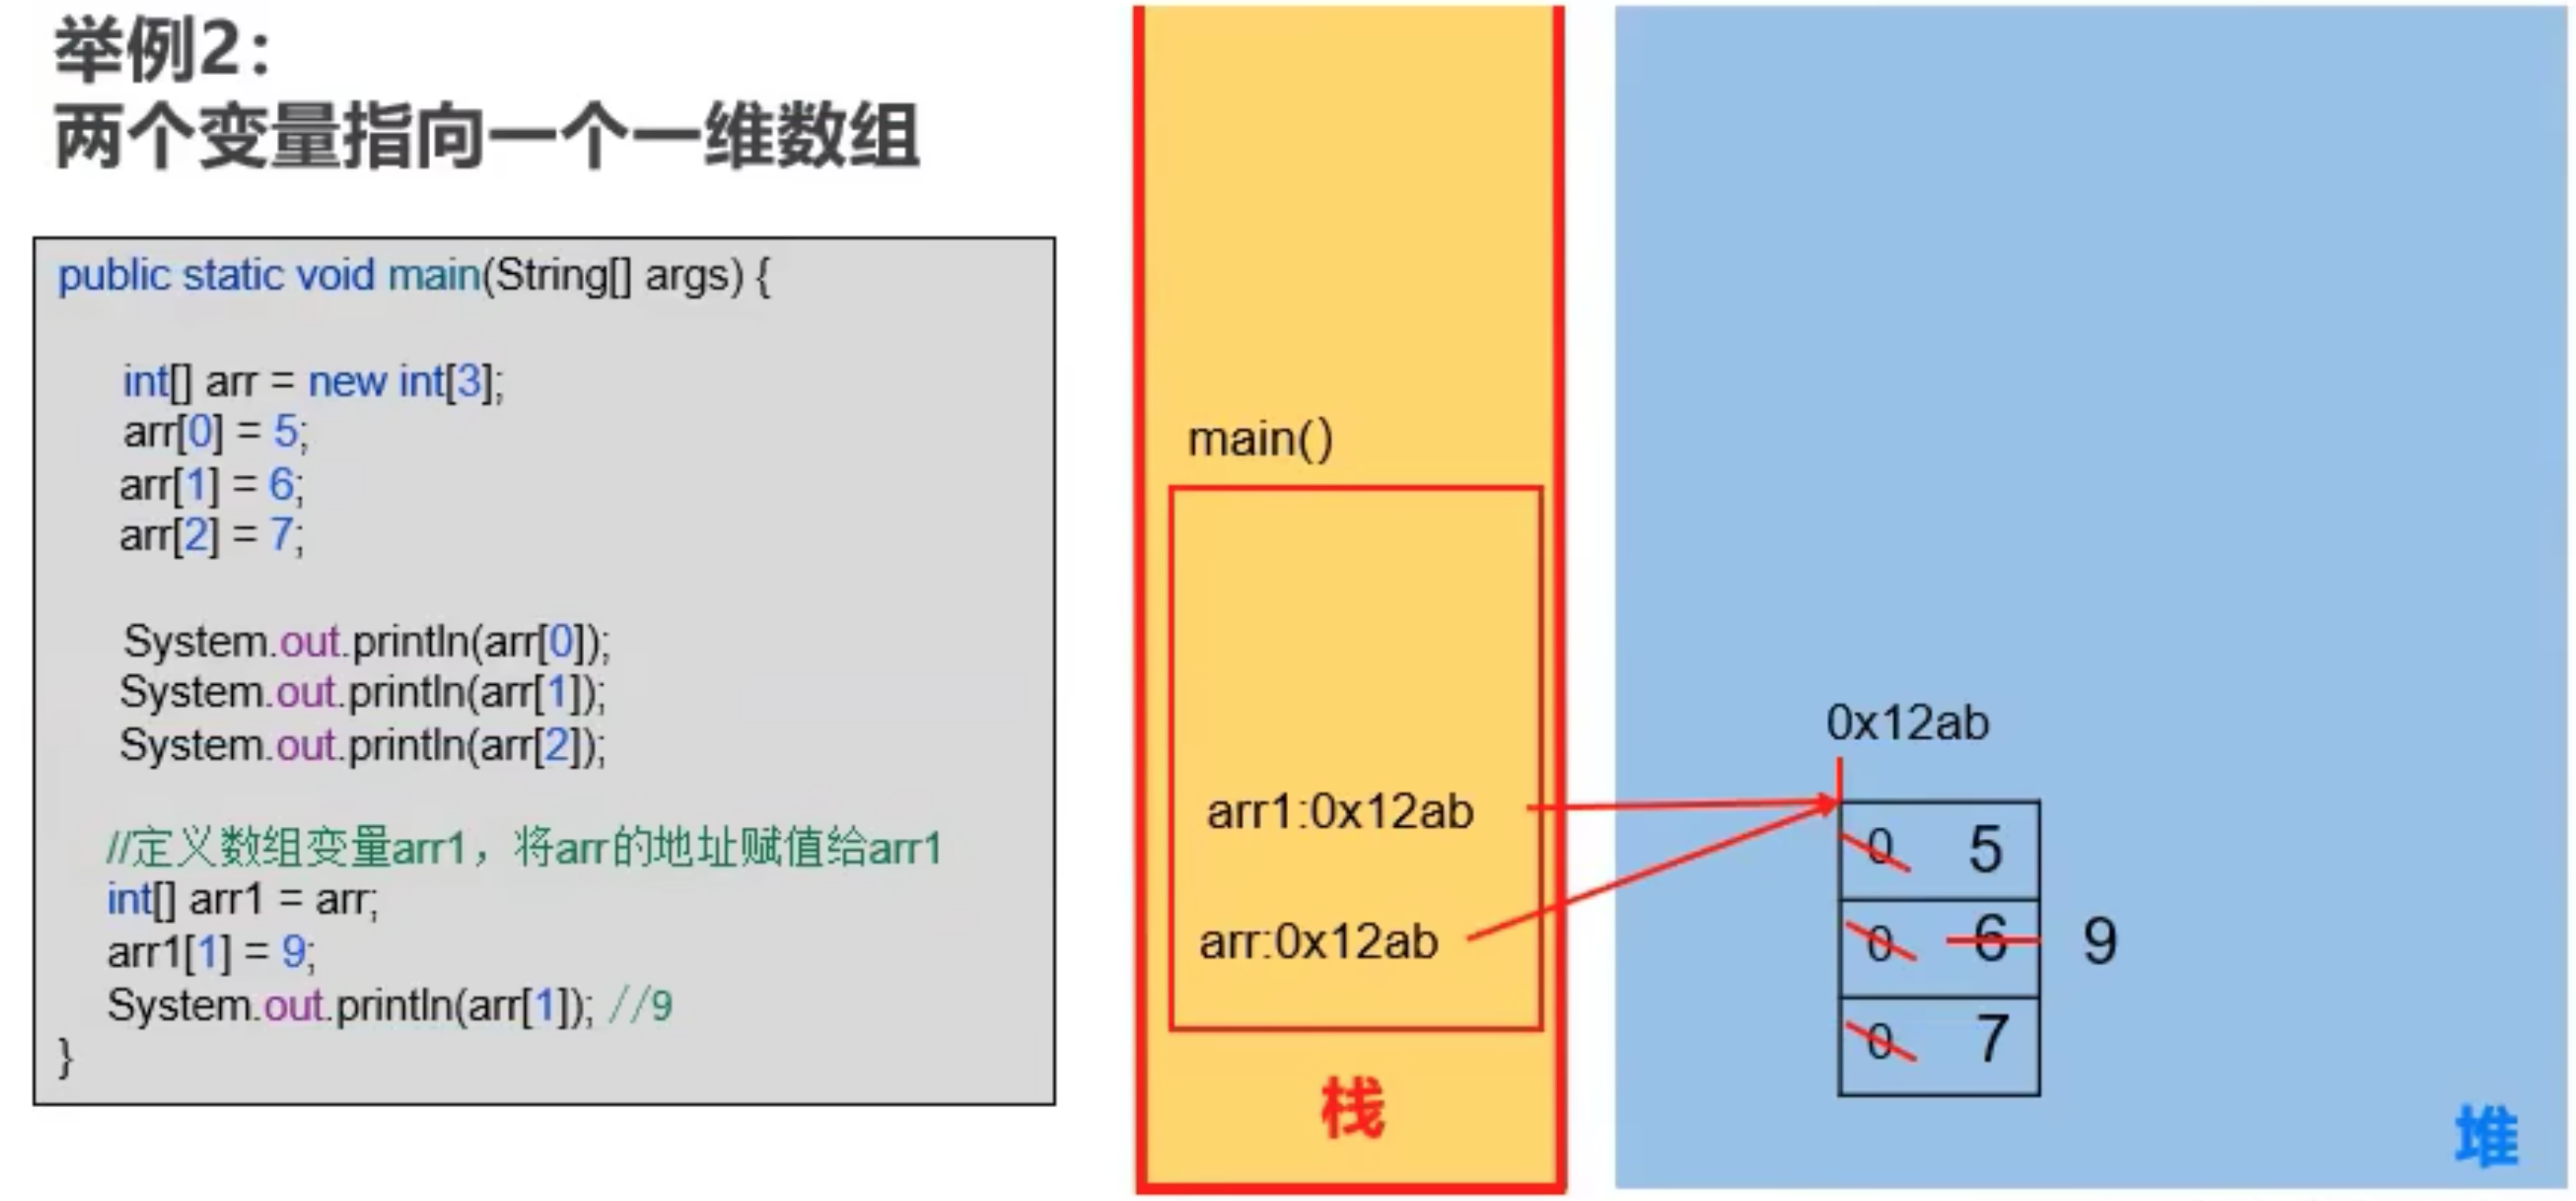 举例2：
两个变量指向一个一维数组
public static void main(String[] args) {
int[] arr = new int[3];
arr[0] = 5;
arr[1] = 6;
arr[2] = 7;
System.out.println(arr[0]);
System.out.println(arr[1]);
System.out.println(arr[2]);
//定义数组变量arr1，将arr的地址赋值给arr1
int[] arr1 = arr;
arr1[1] = 9;
System.out.println(arr[1]); //9
}
main()
arr1:0x12ab
arr:0x12ab
栈
0x12ab
0 5
0 6 9
0 7
堆